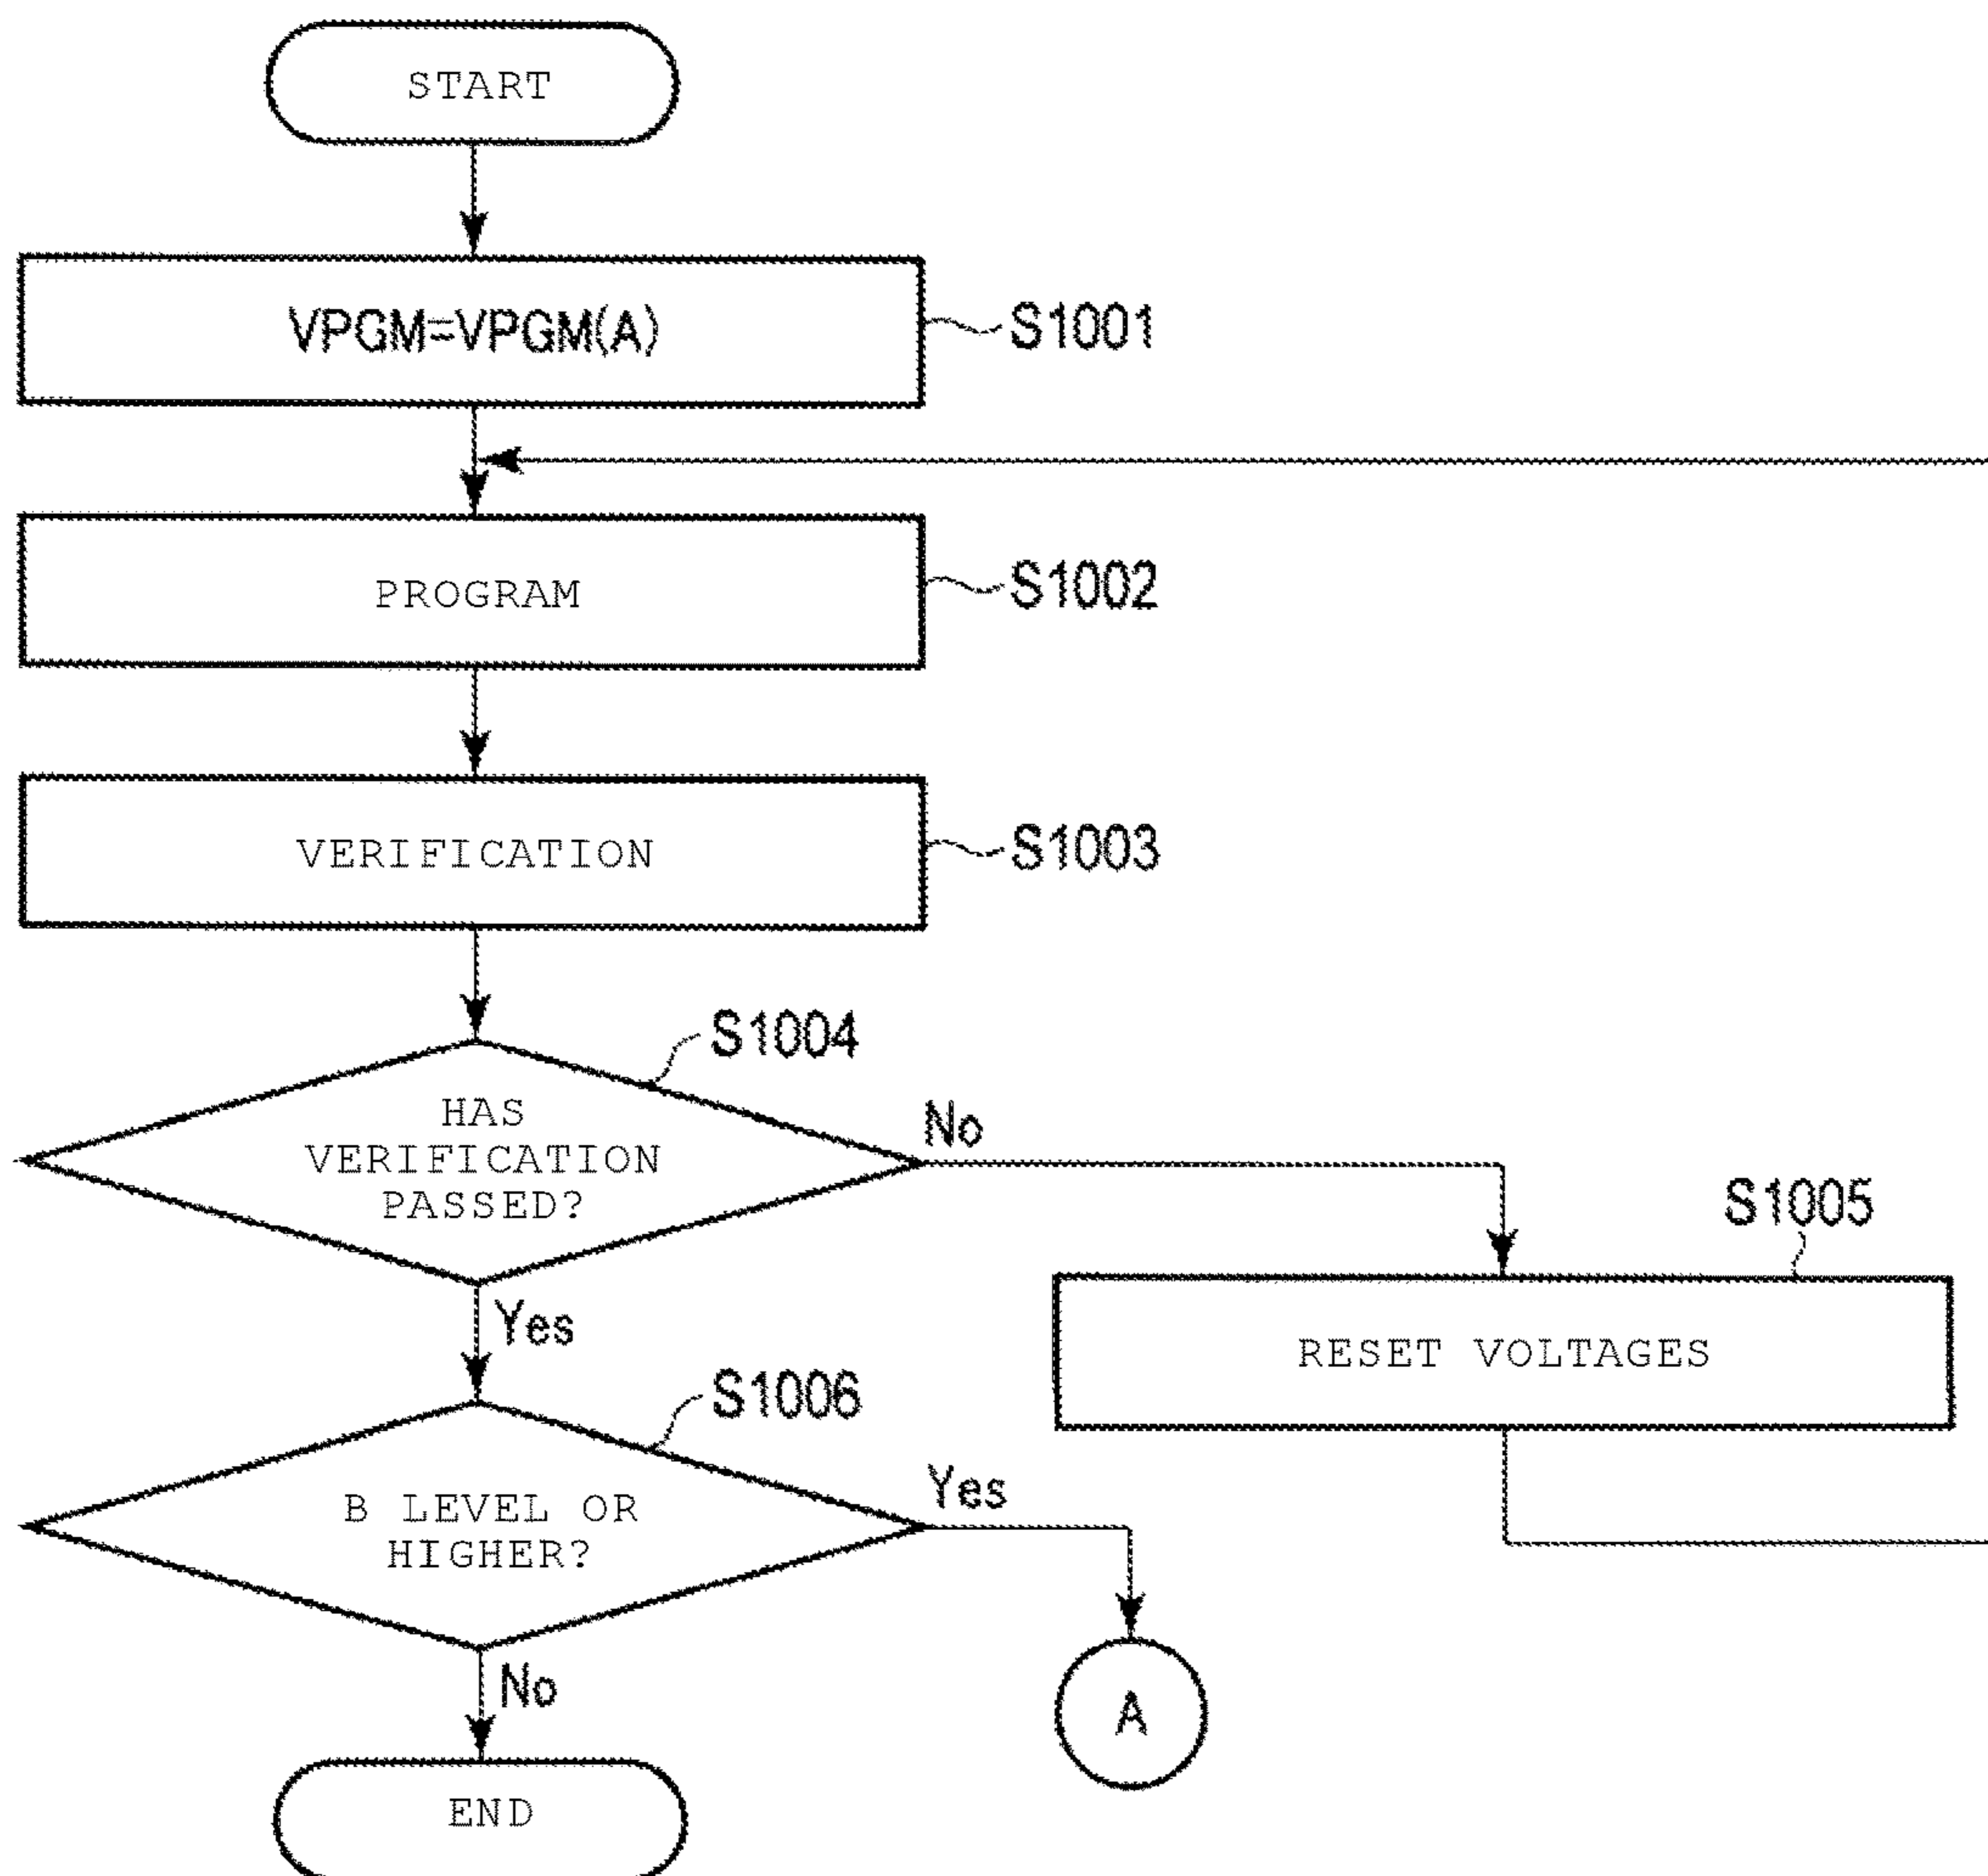 START
VPGM=VPGM(A)
S1001
PROGRAM
S1002
VERIFICATION
S1003
S1004
HAS
VERIFICATION
PASSED?
No
Yes
S1005
RESET VOLTAGES
S1006
B LEVEL OR
HIGHER?
Yes
No
A
END